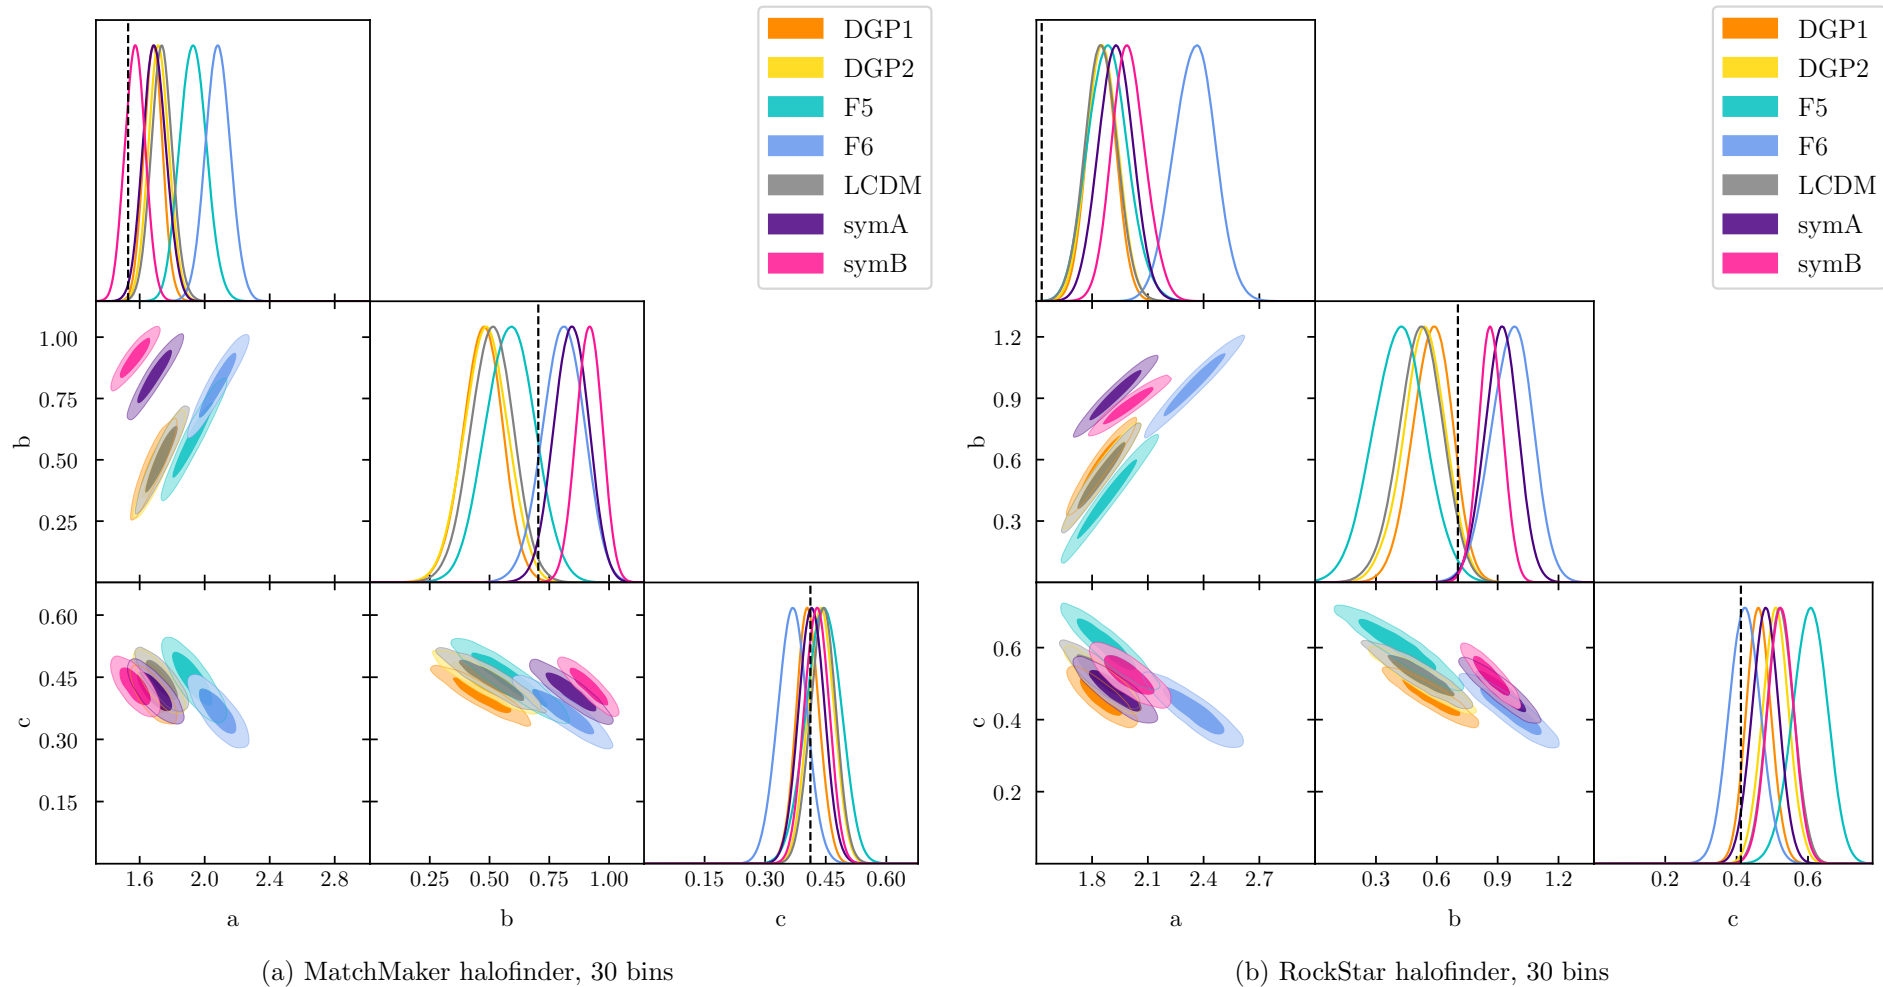 DGP1
DGP2
F5
F6
LCDM
symA
symB
1.00
0.75
0.50
0.25
b
0.60
0.45
0.30
0.15
c
1.6 2.0 2.4 2.8
a
0.25 0.50 0.75 1.00
b
0.15 0.30 0.45 0.60
c
(a) MatchMaker halofinder, 30 bins
DGP1
DGP2
F5
F6
LCDM
symA
symB
1.2
0.9
0.6
0.3
b
0.6
0.4
0.2
c
1.8 2.1 2.4 2.7
a
0.3 0.6 0.9 1.2
b
0.2 0.4 0.6
c
(b) RockStar halofinder, 30 bins